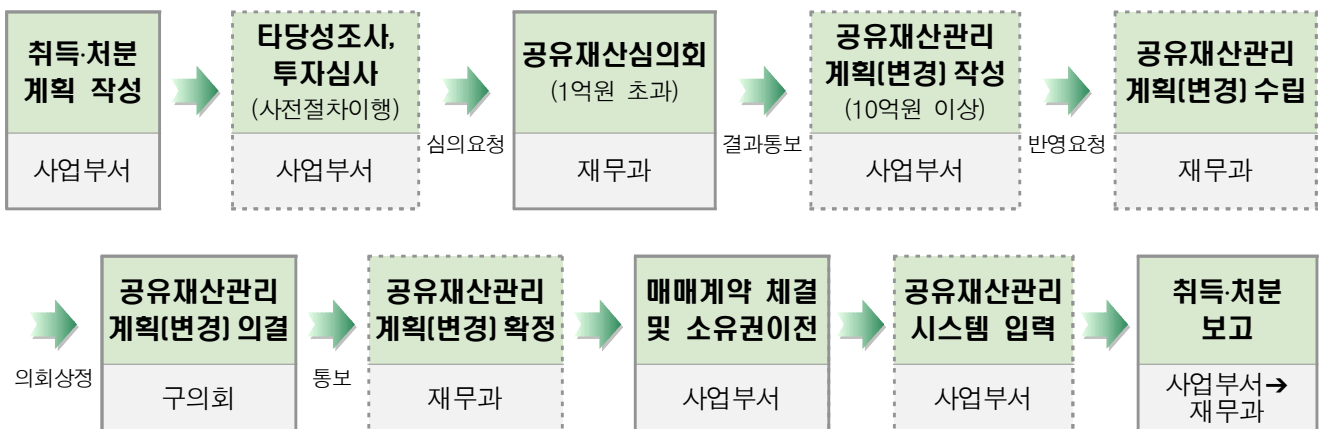 취득·처분
계획 작성
사업부서
타당성조사,
투자심사
(사전절차이행)
사업부서
심의요청
공유재산심의회
(1억원 초과)
재무과
결과통보
공유재산관리
계획(변경) 작성
(10억원 이상)
사업부서
반영요청
공유재산관리
계획(변경) 수립
재무과
의회상정
공유재산관리
계획(변경) 의결
구의회
통보
공유재산관리
계획(변경) 확정
재무과
매매계약 체결
및 소유권이전
사업부서
공유재산관리
시스템 입력
사업부서
취득·처분
보고
사업부서➔
재무과